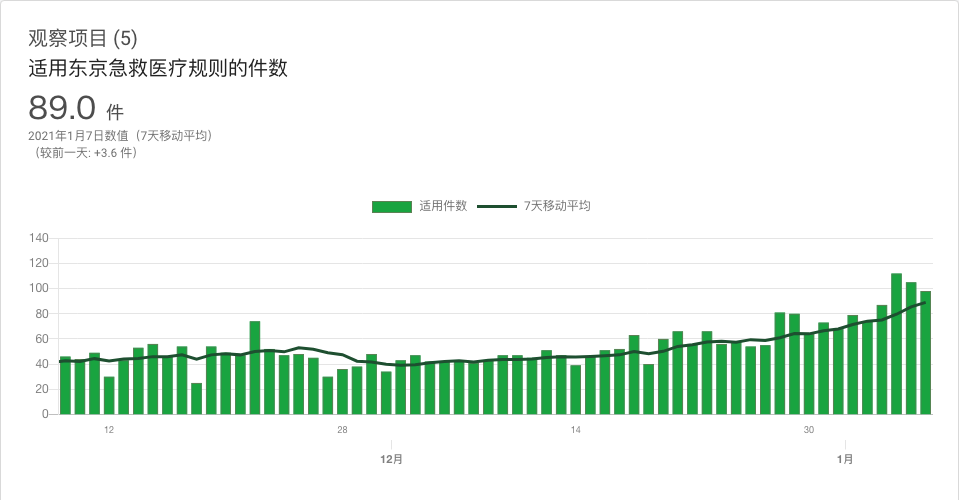 观察项目 (5)
适用东京急救医疗规则的件数
89.0 件
2021年1月7日数值（7天移动平均）
（较前一天: +3.6 件）
适用件数 7天移动平均
140
120
100
80
60
40
20
0
12 28 14 30
12月 1月